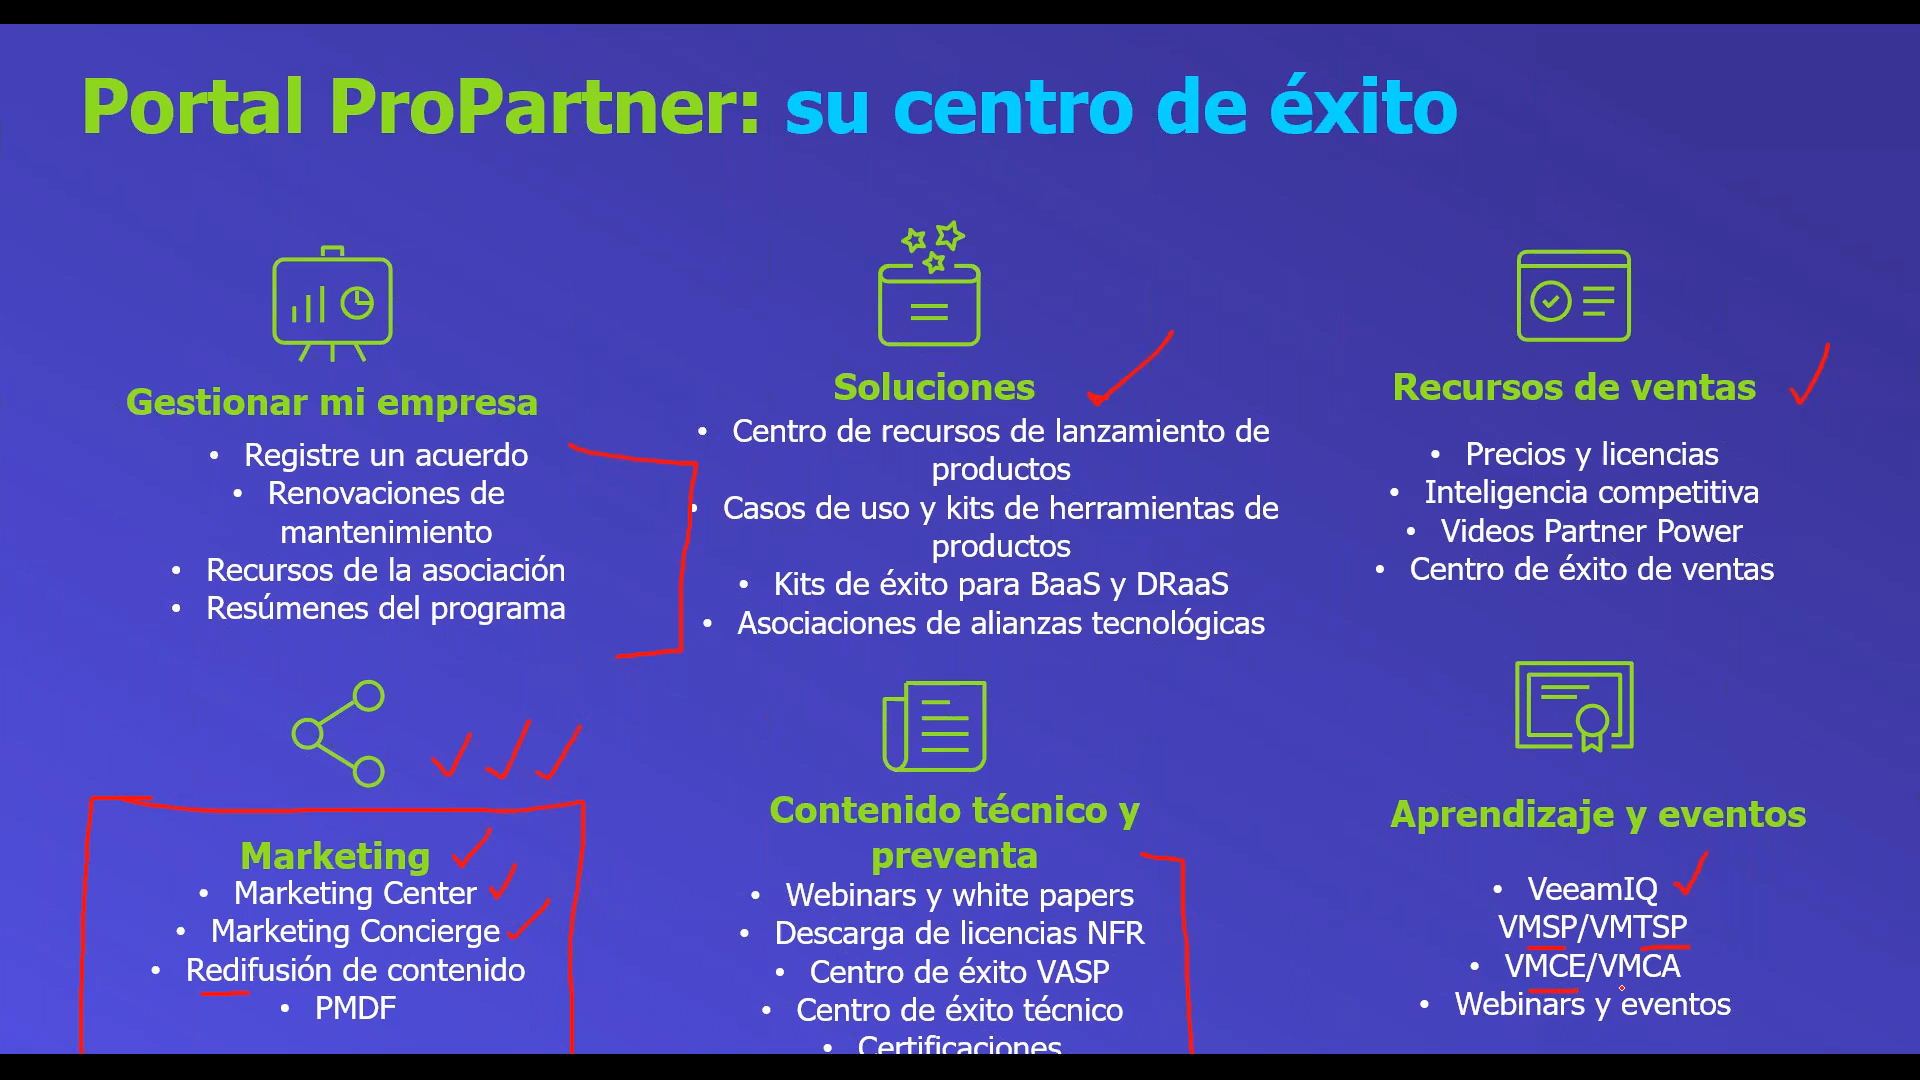 Portal ProPartner: su centro de éxito
Gestionar mi empresa
• Registre un acuerdo
• Renovaciones de
mantenimiento
• Recursos de la asociación
• Resúmenes del programa
Soluciones
• Centro de recursos de lanzamiento de
productos
• Casos de uso y kits de herramientas de
productos
• Kits de éxito para BaaS y DRaaS
• Asociaciones de alianzas tecnológicas
Recursos de ventas
• Precios y licencias
• Inteligencia competitiva
• Videos Partner Power
• Centro de éxito de ventas
Marketing
• Marketing Center
• Marketing Concierge
• Redifusión de contenido
• PMDF
Contenido técnico y
preventa
• Webinars y white papers
• Descarga de licencias NFR
• Centro de éxito VASP
• Centro de éxito técnico
• Certificaciones
Aprendizaje y eventos
• VeeamIQ
VMSP/VMTSP
• VMCE/VMCA
• Webinars y eventos